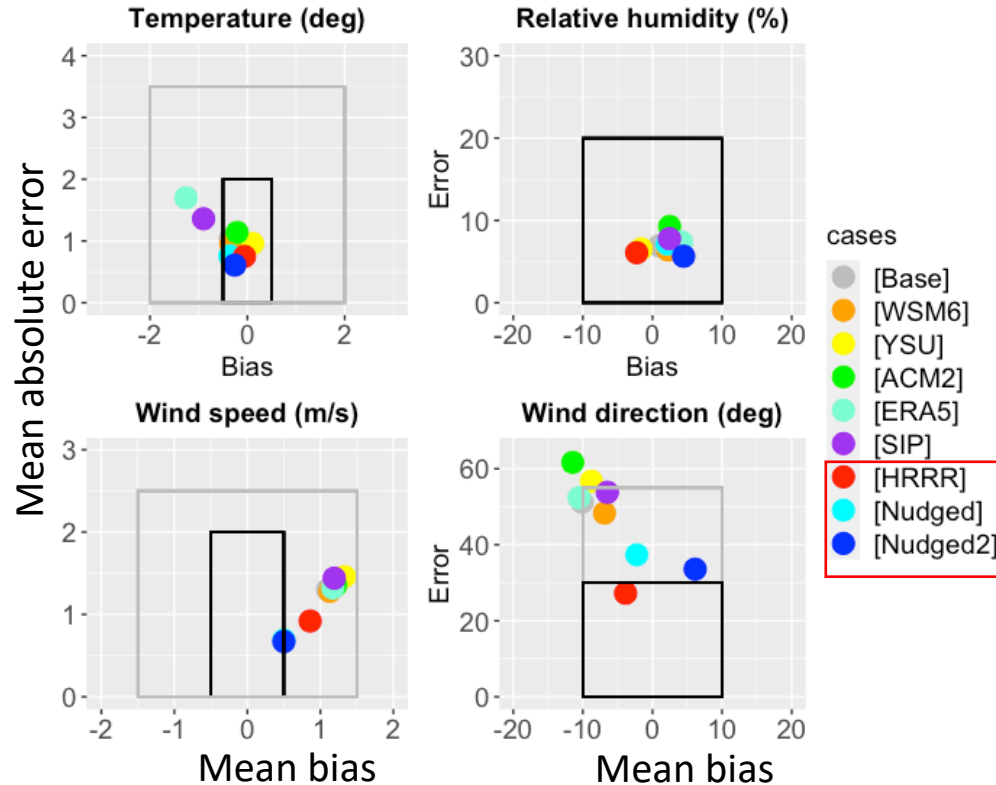 Temperature (deg)
Relative humidity (%)
Mean absolute error
4
3
2
1
0
-2
0
2
Bias
Error
30
20
10
0
-20
-10
0
10
20
Bias
Wind speed (m/s)
Wind direction (deg)
3
2
1
0
-2
-1
0
1
2
Mean bias
Error
60
40
20
0
-20
-10
0
10
20
Mean bias
cases
[Base]
[WSM6]
[YSU]
[ACM2]
[ERA5]
[SIP]
[HRRR]
[Nudged]
[Nudged2]